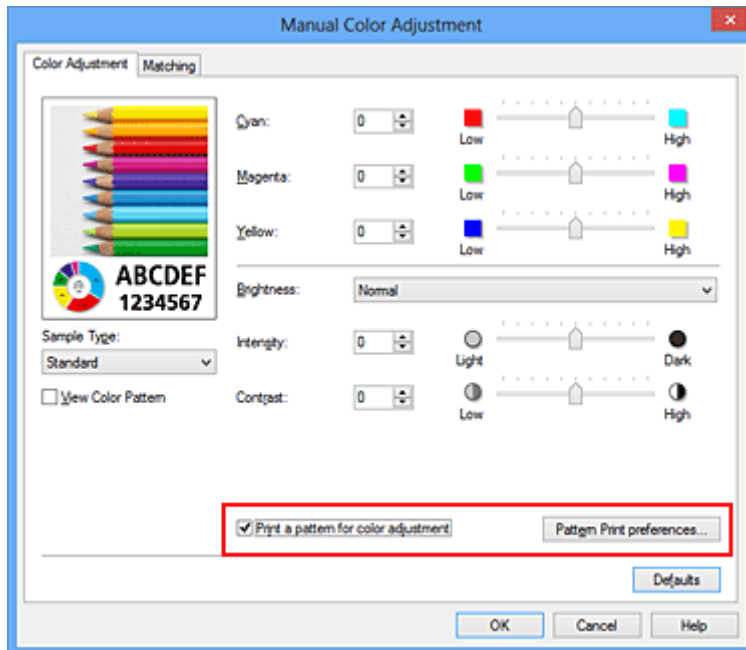 Manual Color Adjustment
x
Color Adjustment Matching
Cyan: 0 Low High
Magenta: 0 Low High
Yellow: 0 Low High
ABCDEF
1234567
Brightness: Normal
Sample Type:
Standard
Intensity: 0 Light Dark
View Color Pattern
Contrast: 0 Low High
Print a pattern for color adjustment Pattern Print preferences...
Defaults
OK Cancel Help